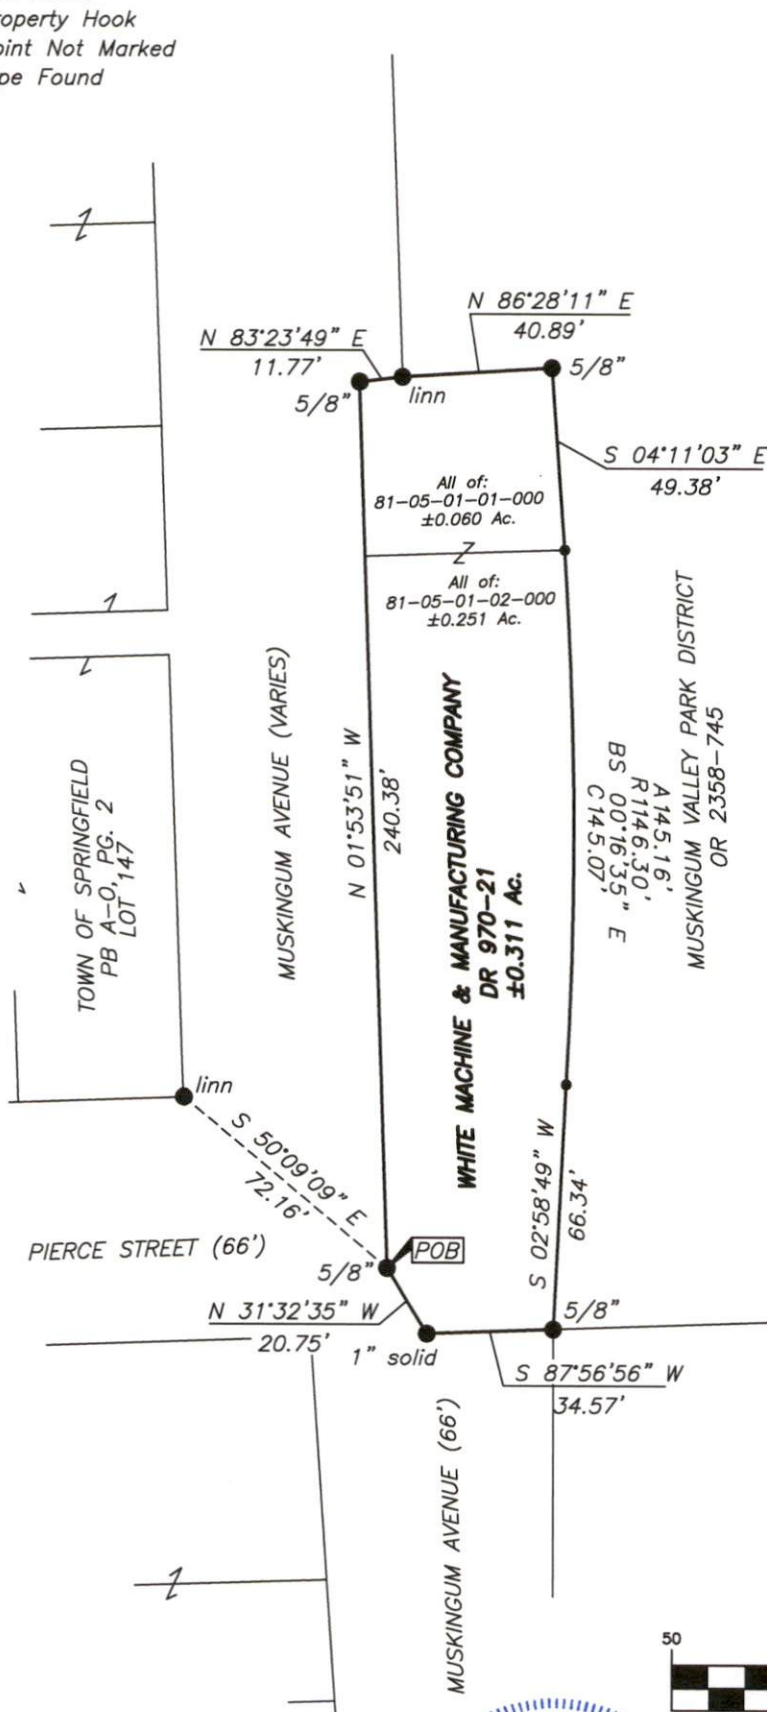 Hook
Not Marked
Found
N 86°28'11" E
40.89'
N 83°23'49" E
11.77'
5/8"
linn
5/8"
S 04°11'03" E
49.38'
All of:
81-05-01-01-000
±0.060 Ac.
All of:
81-05-01-02-000
±0.251 Ac.
MUSKINGUM AVENUE (VARIES)
N 01°53'51" W
240.38'
WHITE MACHINE & MANUFACTURING COMPANY
DR 970-21
±0.311 Ac.
A145.16'
R1146.30'
BS 00°16'35" E
C145.07'
MUSKINGUM VALLEY PARK DISTRICT
OR 2358-745
TOWN OF SPRINGFIELD
PB A-O, PG. 2
LOT 147
linn
S 50°09'09" E
72.16'
PIERCE STREET (66')
POB
5/8"
S 02°58'49" W
66.34'
N 31°32'35" W
20.75'
1" solid
5/8"
S 87°56'56" W
34.57'
MUSKINGUM AVENUE (66')
50